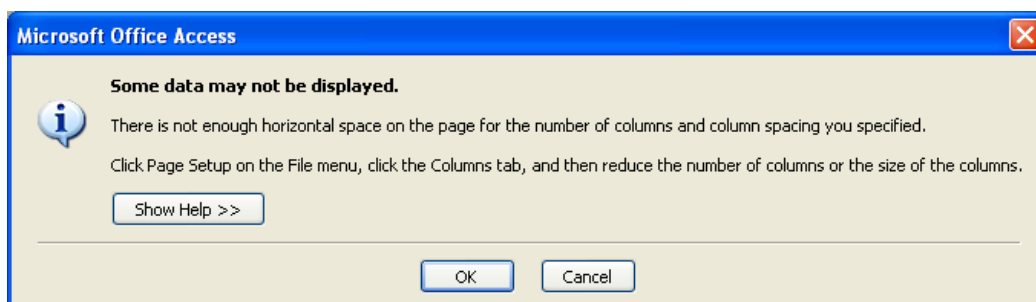 Microsoft Office Access
Some data may not be displayed.
There is not enough horizontal space on the page for the number of columns and column spacing you specified.
Click Page Setup on the File menu, click the Columns tab, and then reduce the number of columns or the size of the columns.
Show Help >>
OK Cancel